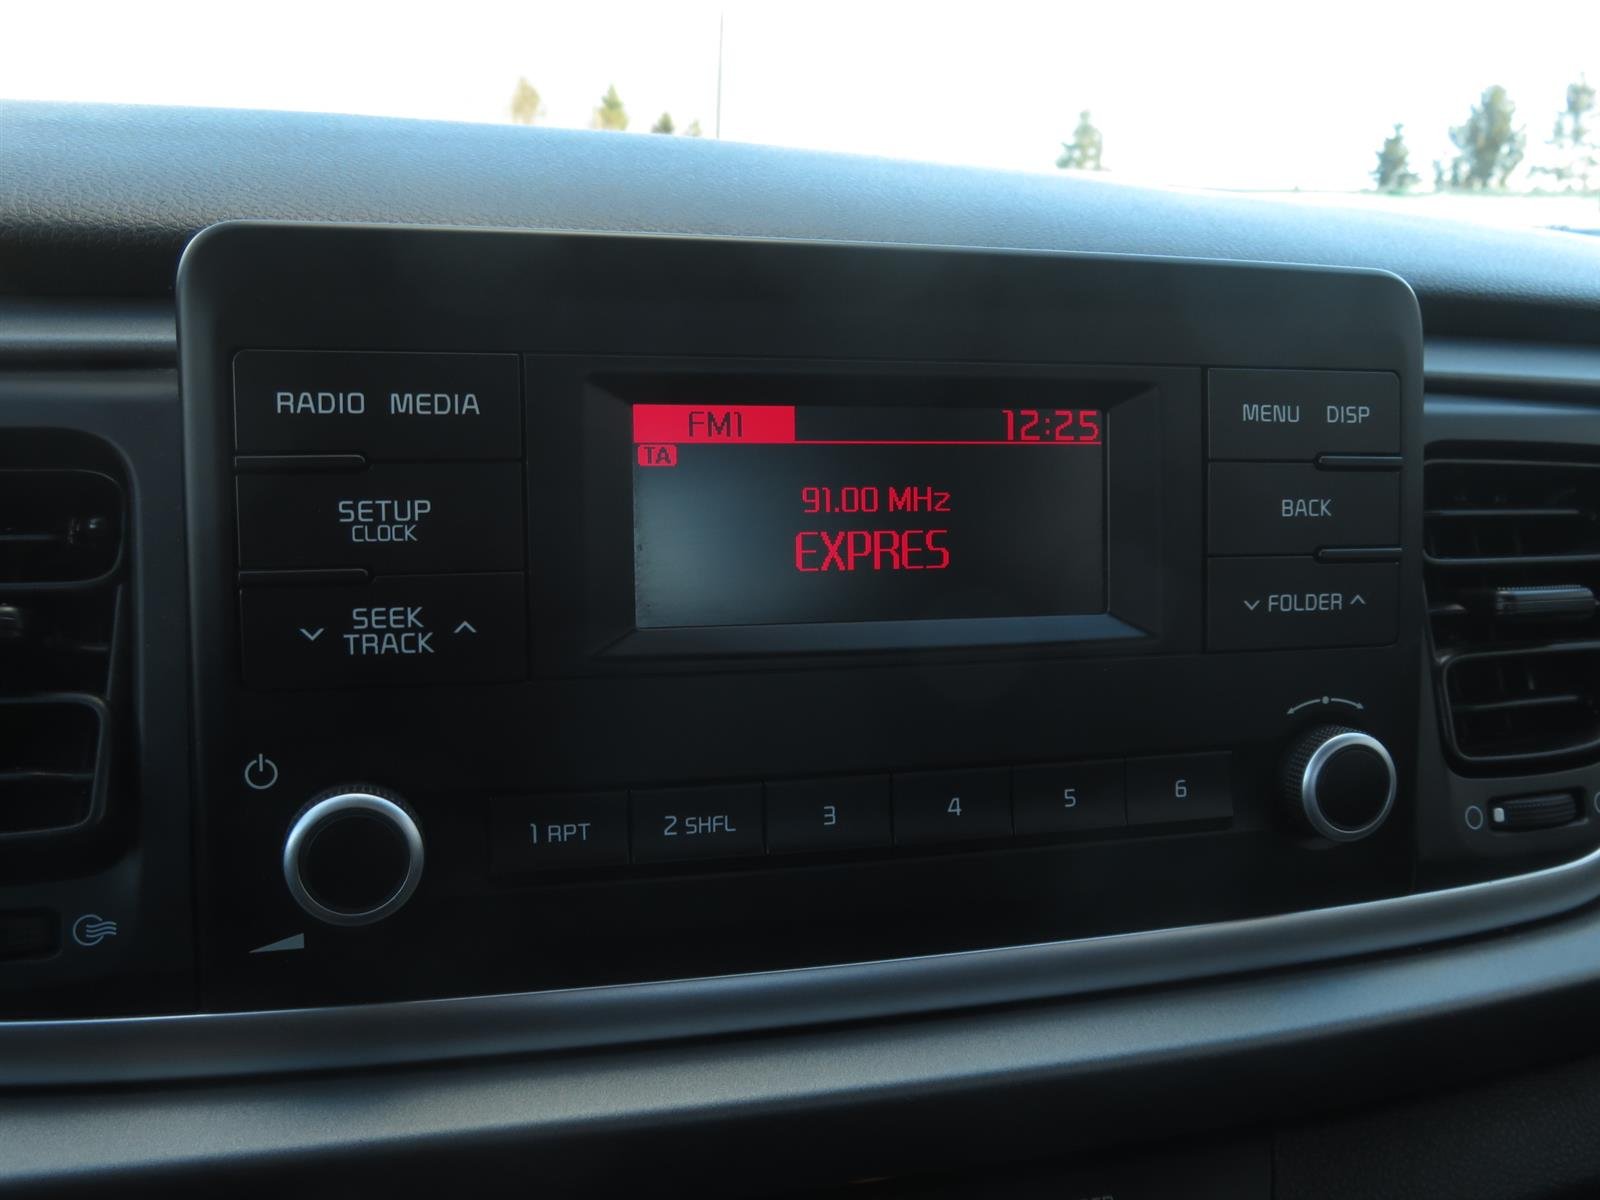 RADIO MEDIA
SETUP
CLOCK
SEEK
TRACK
FM1 12:25
TA
91.00 MHz
EXPRES
MENU DISP
BACK
FOLDER
1 RPT 2 SHFL 3 4 5 6